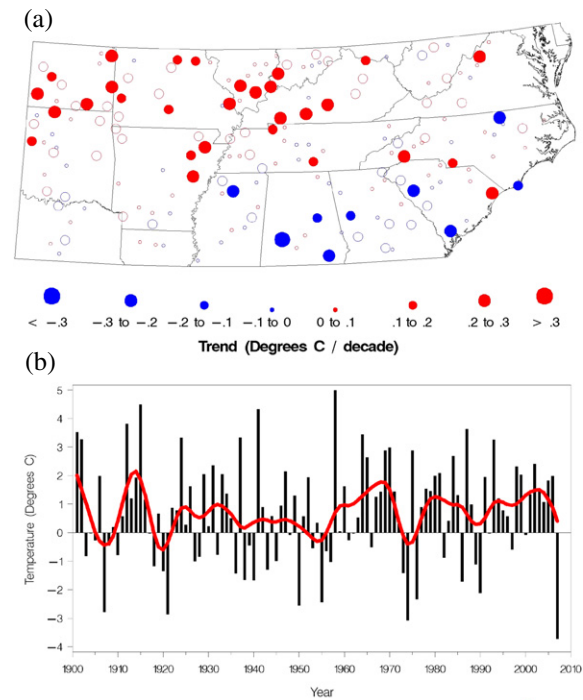 (a)
< -.3 -.3 to -.2 -.2 to -.1 -.1 to 0 0 to .1 .1 to .2 .2 to .3 > .3
Trend (Degrees C / decade)
(b)
Temperature (Degrees C)
5
4
3
2
1
0
-1
-2
-3
-4
1900 1910 1920 1930 1940 1950 1960 1970 1980 1990 2000 2010
Year